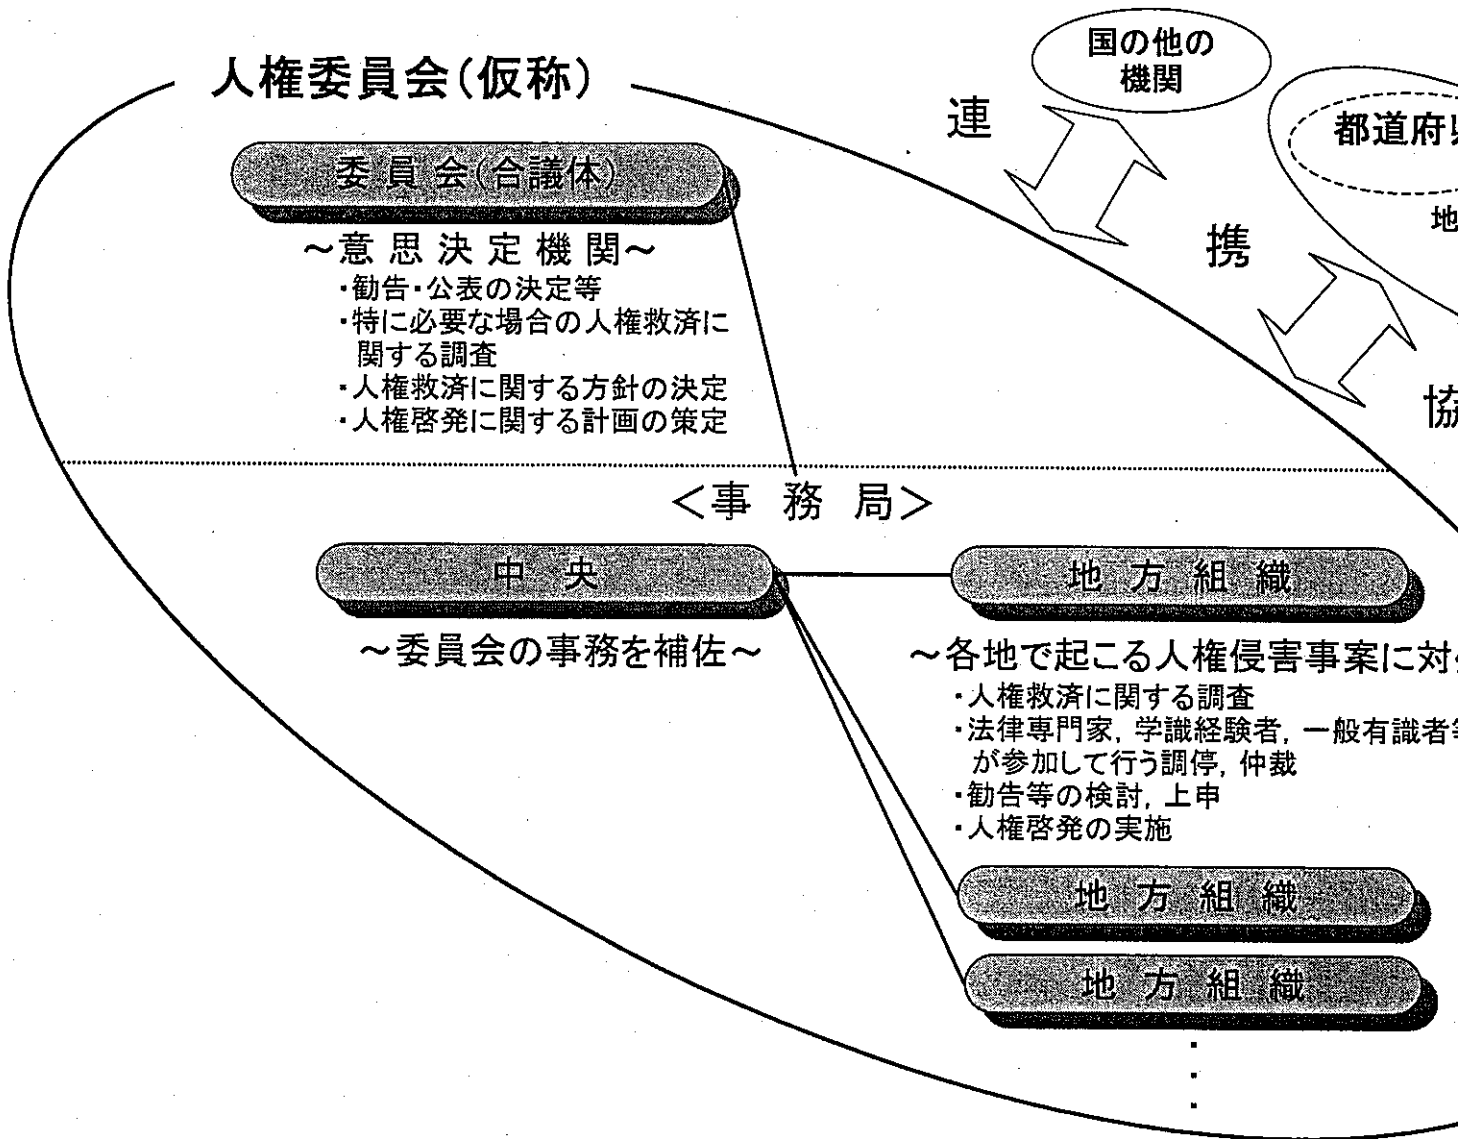 人権委員会(仮称)
国の他の
機関
都道府
地
連
携
協
委員会(合議体)
～意思決定機関～
・勧告・公表の決定等
・特に必要な場合の人権救済に
関する調査
・人権救済に関する方針の決定
・人権啓発に関する計画の策定
＜事務局＞
中央
～委員会の事務を補佐～
地方組織
～各地で起こる人権侵害事案に対
・人権救済に関する調査
・法律専門家, 学識経験者, 一般有識者
が参加して行う調停, 仲裁
・勧告等の検討, 上申
・人権啓発の実施
地方組織
地方組織
・
・
・